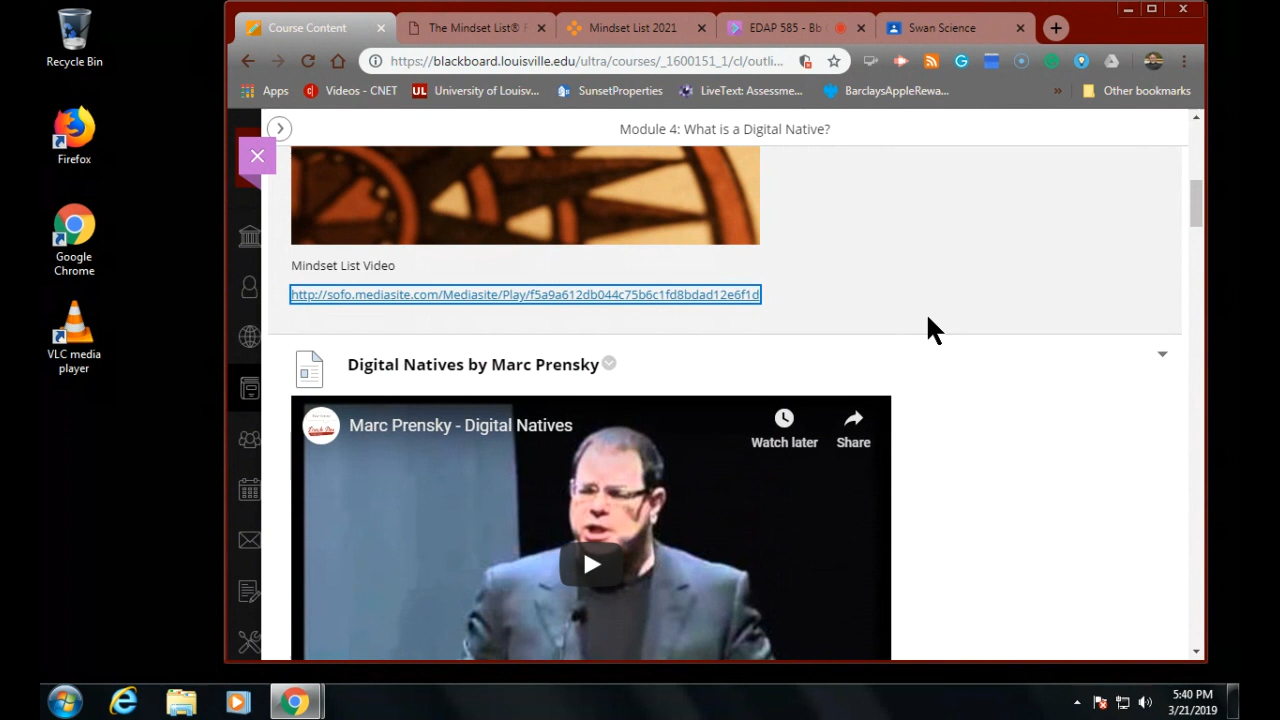 Recycle Bin
Firefox
Google
Chrome
VLC media
player
Course Content
The Mindset List®
Mindset List 2021
EDAP 585 - Bb
Swan Science
https://blackboard.louisville.edu/ultra/courses/_1600151_1/cl/outli...
Apps
Videos - CNET
UL University of Louisv...
SunsetProperties
LiveText: Assessme...
BarclaysAppleRewa...
»
Other bookmarks
Module 4: What is a Digital Native?
Mindset List Video
http://sofo.mediasite.com/Mediasite/Play/f5a9a612db044c75b6c1fd8bdad12e6f1d
Digital Natives by Marc Prensky
Marc Prensky - Digital Natives
Watch later
Share
5:40 PM
3/21/2019